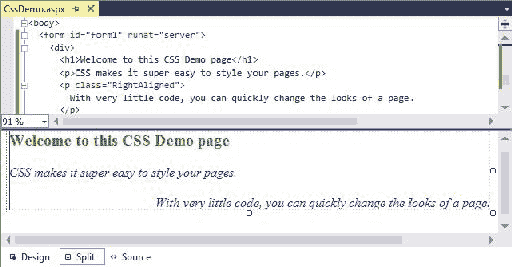 CssDemo.aspx
<body>
<form id="form1" runat="server">
<div>
<h1>Welcome to this CSS Demo page</h1>
<p>CSS makes it super easy to style your pages.</p>
<p class="RightAligned">
With very little code, you can quickly change the looks of a page.
</p>
91 %
Welcome to this CSS Demo page
CSS makes it super easy to style your pages.
With very little code, you can quickly change the looks of a page.
Design Split Source